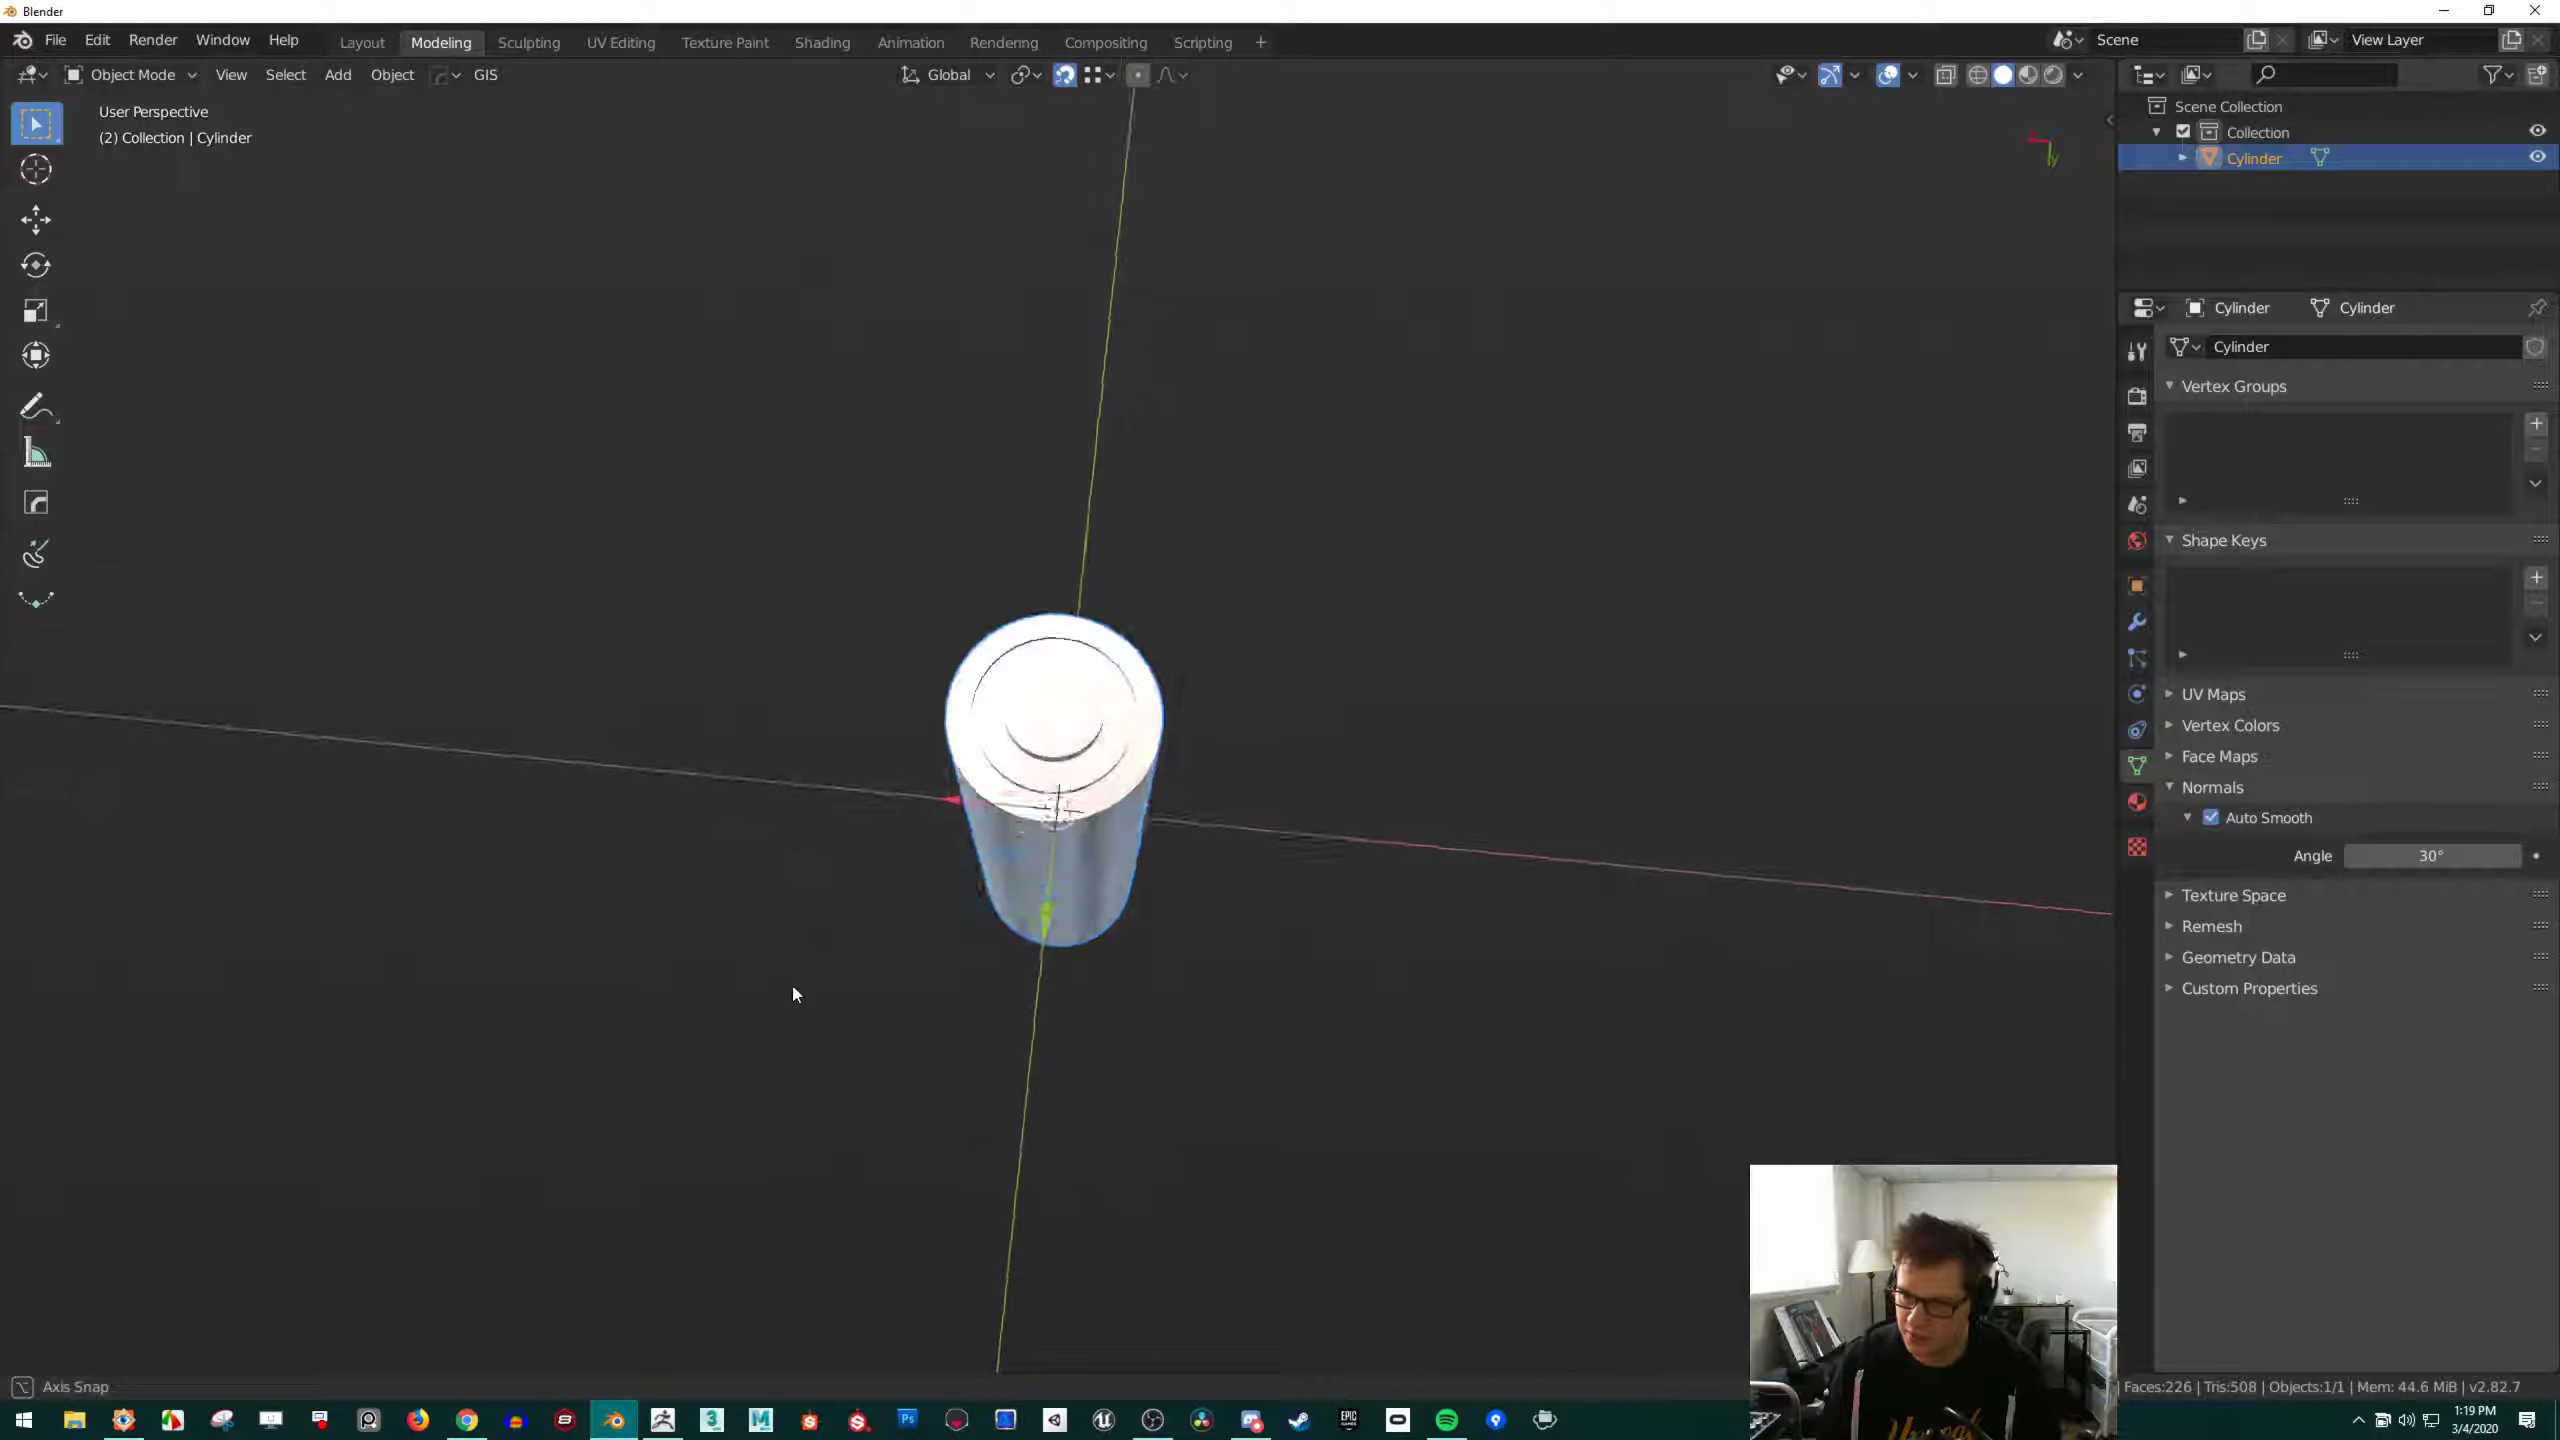 Blender
File Edit Render Window Help Layout Modeling Sculpting UV Editing Texture Paint Shading Animation Rendering Compositing Scripting + Scene View Layer
Object Mode View Select Add Object GIS Global
User Perspective
(2) Collection | Cylinder
Scene Collection
Collection
Cylinder
y
Cylinder Cylinder
Cylinder
Vertex Groups
Shape Keys
UV Maps
Vertex Colors
Face Maps
Normals
Auto Smooth
Angle 30°
Texture Space
Remesh
Geometry Data
Custom Properties
Axis Snap
Faces:226 | Tris:508 | Objects:1/1 | Mem: 44.6 MiB | v2.82.7
Ps
EPIC GAMES
1:19 PM
3/4/2020